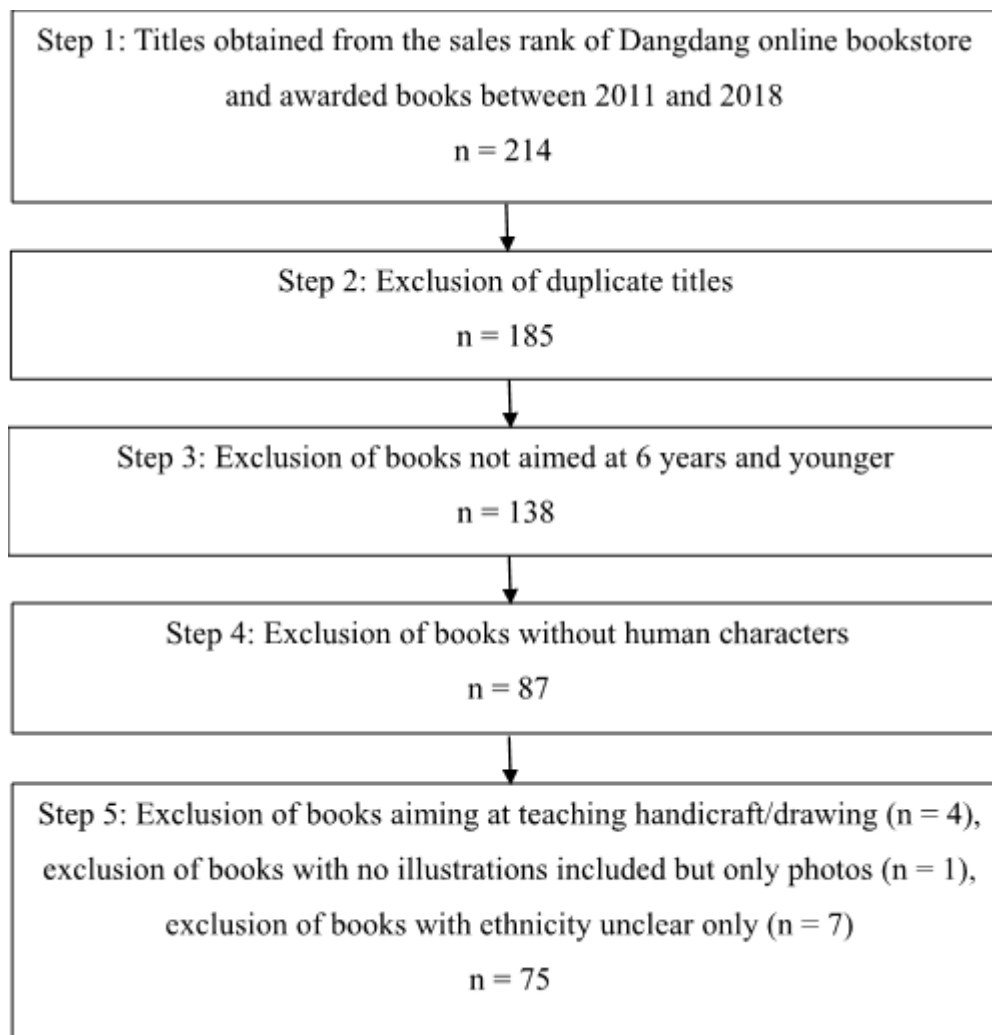 Step 1: Titles obtained from the sales rank of Dangdang online bookstore
and awarded books between 2011 and 2018
n = 214
Step 2: Exclusion of duplicate titles
n = 185
Step 3: Exclusion of books not aimed at 6 years and younger
n = 138
Step 4: Exclusion of books without human characters
n = 87
Step 5: Exclusion of books aiming at teaching handicraft/drawing (n = 4),
exclusion of books with no illustrations included but only photos (n = 1),
exclusion of books with ethnicity unclear only (n = 7)
n = 75